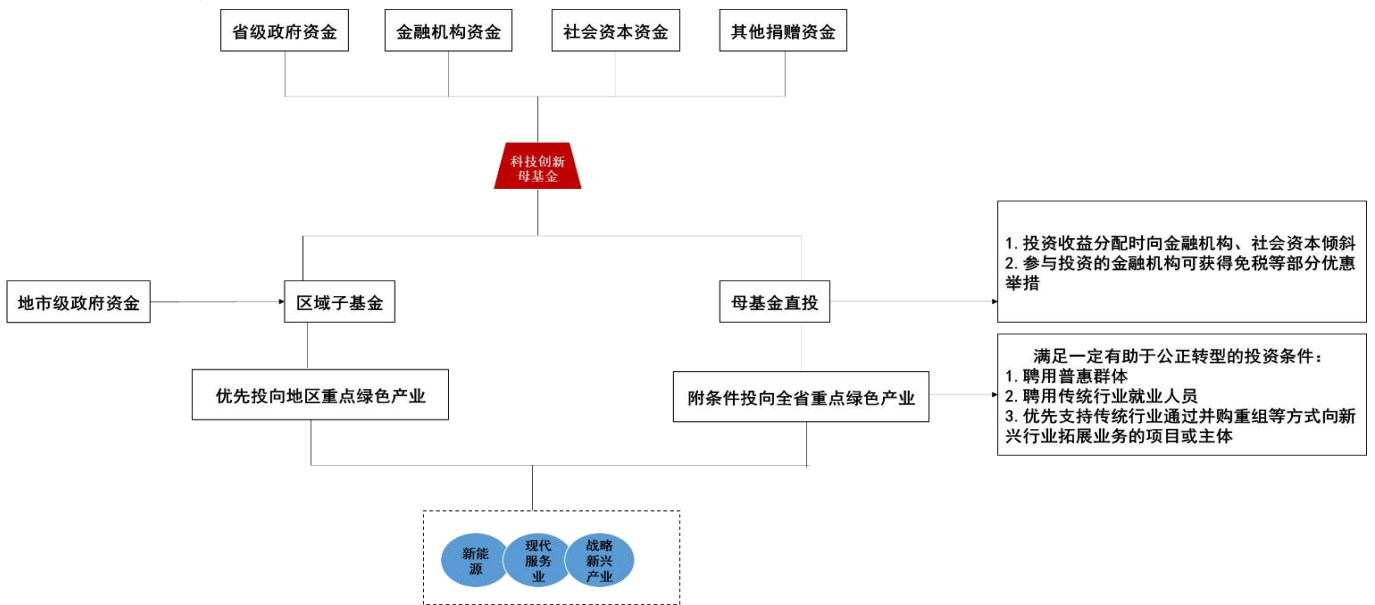 省级政府资金
金融机构资金
社会资本资金
其他捐赠资金
科技创新
母基金
1. 投资收益分配时向金融机构、社会资本倾斜
2. 参与投资的金融机构可获得免税等部分优惠
举措
地市级政府资金
区域子基金
母基金直投
满足一定有助于公正转型的投资条件：
1. 聘用普惠群体
2. 聘用传统行业就业人员
3. 优先支持传统行业通过并购重组等方式向新
兴行业拓展业务的项目或主体
优先投向地区重点绿色产业
附条件投向全省重点绿色产业
新能
源
现代
服务
业
战略
新兴
产业